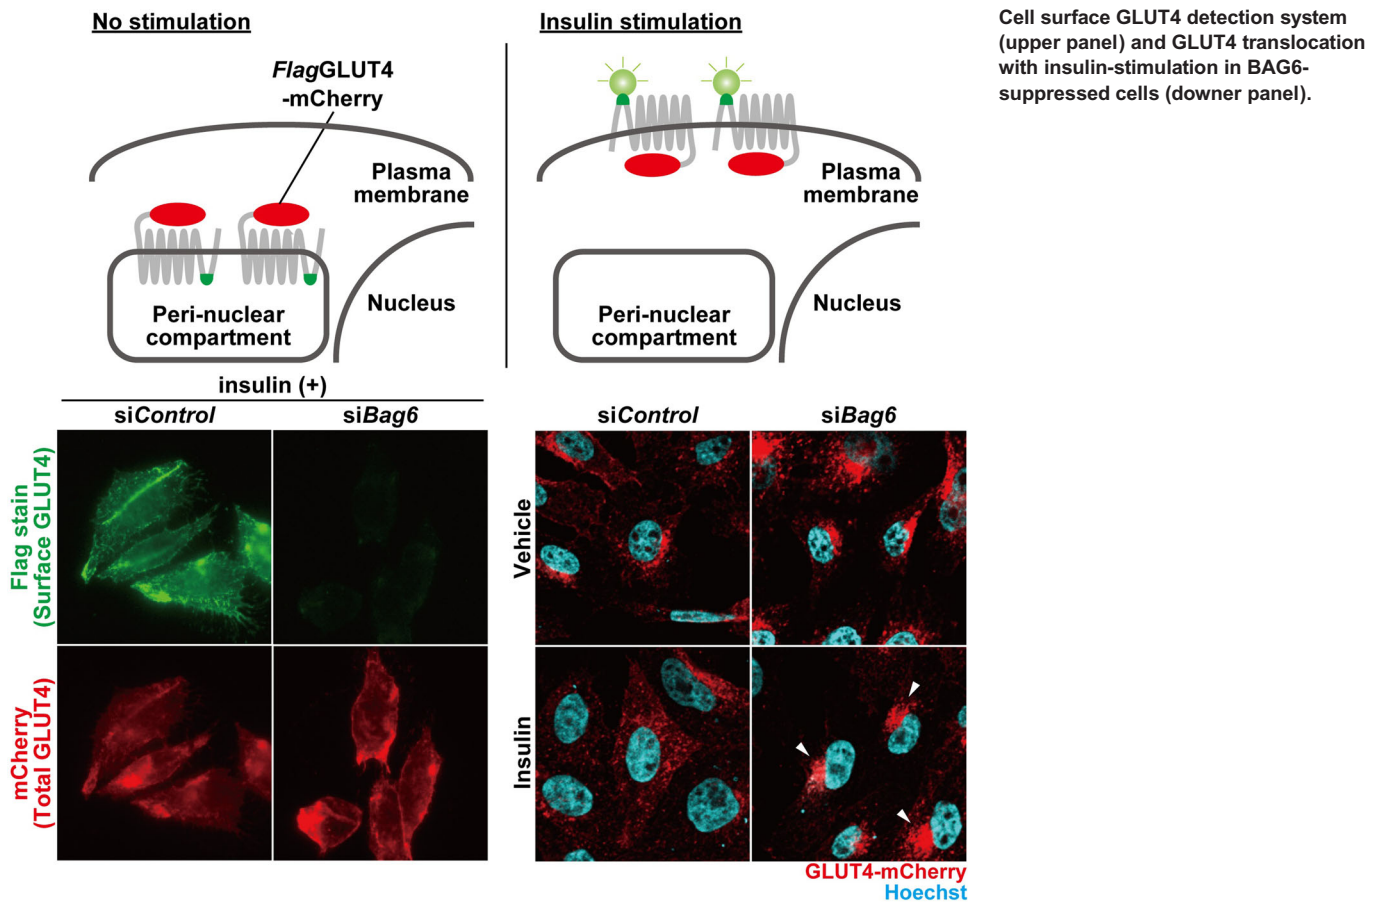 No stimulation
Insulin stimulation
Cell surface GLUT4 detection system
(upper panel) and GLUT4 translocation
with insulin-stimulation in BAG6-
suppressed cells (downer panel).
FlagGLUT4
-mCherry
Plasma
membrane
Plasma
membrane
Peri-nuclear
compartment
Nucleus
Peri-nuclear
compartment
Nucleus
insulin (+)
siControl
siBag6
siControl
siBag6
Flag stain
(Surface GLUT4)
Vehicle
mCherry
(Total GLUT4)
Insulin
GLUT4-mCherry
Hoechst